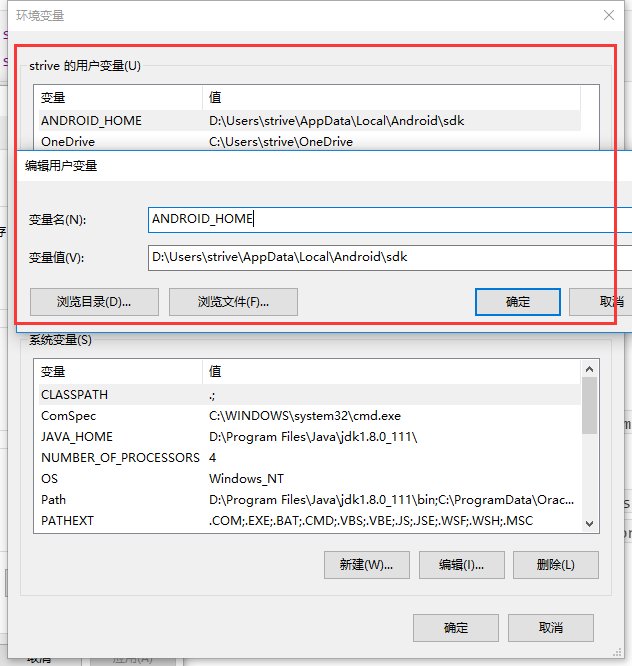 环境变量
strive 的用户变量(U)
变量 值
ANDROID_HOME D:\Users\strive\AppData\Local\Android\sdk
OneDrive C:\Users\strive\OneDrive
编辑用户变量
变量名(N): ANDROID_HOME
变量值(V): D:\Users\strive\AppData\Local\Android\sdk
浏览目录(D)... 浏览文件(F)... 确定 取消
系统变量(S)
变量 值
CLASSPATH .;
ComSpec C:\WINDOWS\system32\cmd.exe
JAVA_HOME D:\Program Files\Java\jdk1.8.0_111\
NUMBER_OF_PROCESSORS 4
OS Windows_NT
Path D:\Program Files\Java\jdk1.8.0_111\bin;C:\ProgramData\Orac...
PATHEXT .COM;.EXE;.BAT;.CMD;.VBS;.VBE;.JS;.JSE;.WSF;.WSH;.MSC
新建(W)... 编辑(I)... 删除(L)
确定 取消
取消 应用(A)